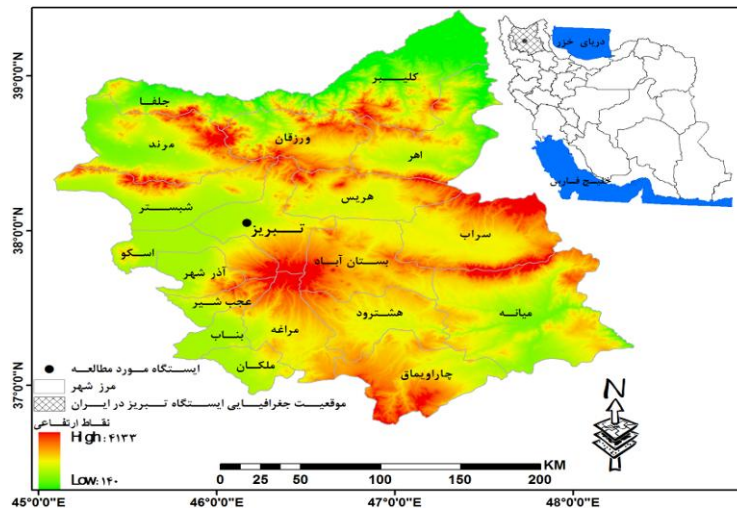 دریای خزر
خلیج فارس
39°0'0"N
38°0'0"N
37°0'0"N
کلیبر
جلفا
ورزقان
مرند
اهر
هریس
شبستر
تبریز
سراب
اسکو
بستان آباد
آذر شهر
عجب شیر
هشترود
میانه
مراغه
بناب
ملکان
چاراویماق
ایستگاه مورد مطالعه
مرز شهر
موقعیت جغرافیایی ایستگاه تبریز در ایران
نقاط ارتفاعی
High : ۴۱۳۳
Low : ۱۴۰
N
KM
0 25 50 100 150 200
45°0'0"E 46°0'0"E 47°0'0"E 48°0'0"E